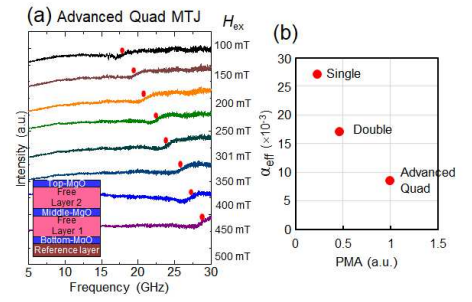 (a) Advanced Quad MTJ
H_ex
100 mT
150 mT
200 mT
250 mT
301 mT
350 mT
400 mT
450 mT
500 mT
Intensity (a.u.)
Top-MgO
Free
Layer 2
Middle-MgO
Free
Layer 1
Bottom-MgO
Reference layer
5 10 15 20 25 30
Frequency (GHz)
(b)
α_eff (×10⁻³)
30
25
20
15
10
5
0
Single
Double
Advanced
Quad
0 0.5 1 1.5
PMA (a.u.)